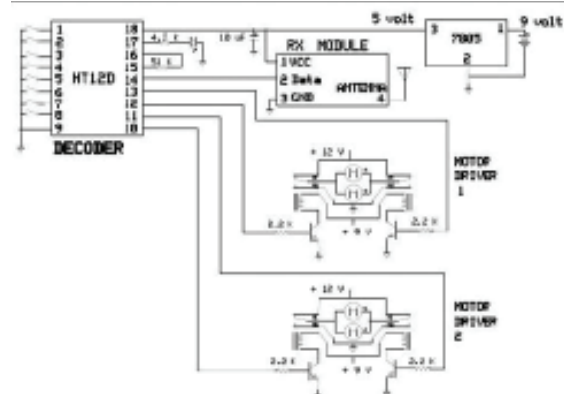 5 volt
9 volt
1 18
2 17
3 16
4 15
5 14
6 13
7 12
8 11
9 10
HT12D
DECODER
4.7 K
51 K
10 uF
RX MODULE
1 VCC
2 Data
3 GND
ANTENNA
4
3 7805 1
2
+ 12 V
M
M
2.2 K
2.2 K
+ 9 V
MOTOR
DRIVER
1
+ 12 V
M
M
2.2 K
+ 9 V
MOTOR
DRIVER
2